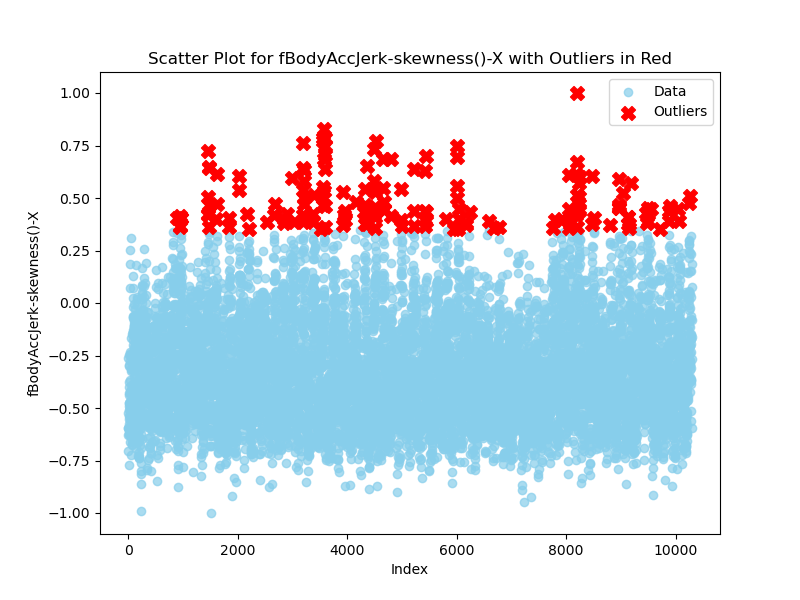 Scatter Plot for fBodyAccJerk-skewness()-X with Outliers in Red
Data
Outliers
1.00
0.75
0.50
0.25
0.00
−0.25
−0.50
−0.75
−1.00
fBodyAccJerk-skewness()-X
0 2000 4000 6000 8000 10000
Index